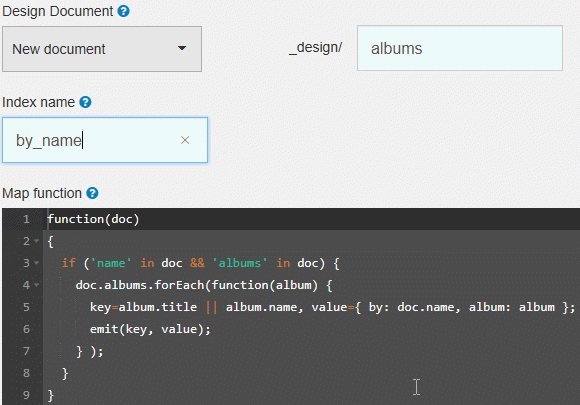 Design Document ?
New document
_design/ albums
Index name ?
by_name ×
Map function ?
1 function(doc)
2 {
3   if ('name' in doc && 'albums' in doc) {
4     doc.albums.forEach(function(album) {
5       key=album.title || album.name, value={ by: doc.name, album: album };
6       emit(key, value);
7     } );
8   }
9 }